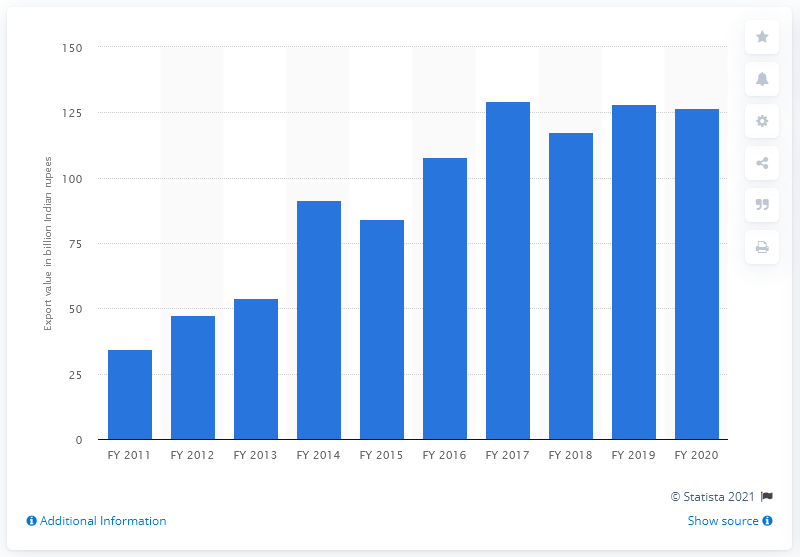 150
125
100
75
50
25
0
Export value in billion Indian rupees
FY 2011 FY 2012 FY 2013 FY 2014 FY 2015 FY 2016 FY 2017 FY 2018 FY 2019 FY 2020
© Statista 2021
Additional Information
Show source